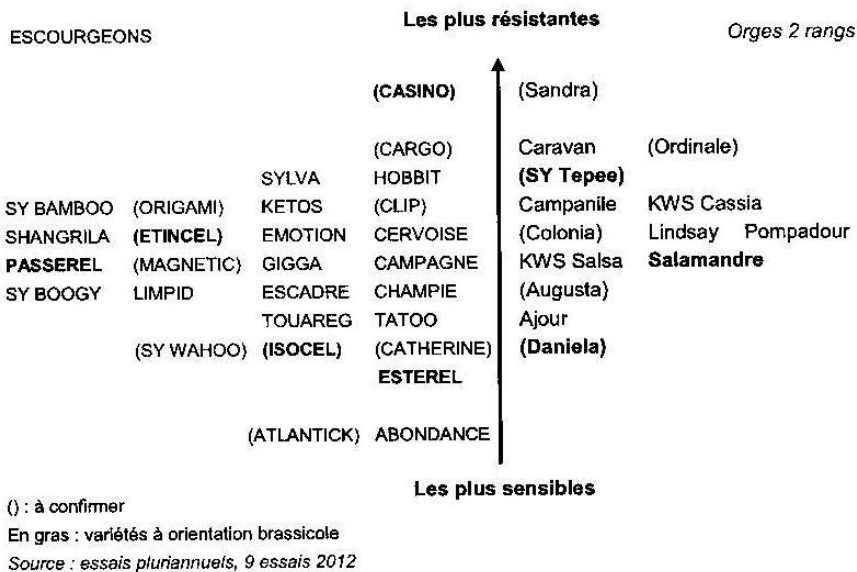 Les plus résistantes
ESCOURGEONS Orges 2 rangs
(CASINO) (Sandra)
(CARGO) Caravan (Ordinale)
SYLVA HOBBIT (SY Tepee)
SY BAMBOO (ORIGAMI) KETOS (CLIP) Campanile KWS Cassia
SHANGRILA (ETINCEL) EMOTION CERVOISE (Colonia) Lindsay Pompadour
PASSEREL (MAGNETIC) GIGGA CAMPAGNE KWS Salsa Salamandre
SY BOOGY LIMPID ESCADRE CHAMPIE (Augusta)
TOUAREG TATOO Ajour
(SY WAHOO) (ISOCEL) (CATHERINE) (Daniela)
ESTEREL
(ATLANTICK) ABONDANCE
Les plus sensibles
() : à confirmer
En gras : variétés à orientation brassicole
Source : essais pluriannuels, 9 essais 2012